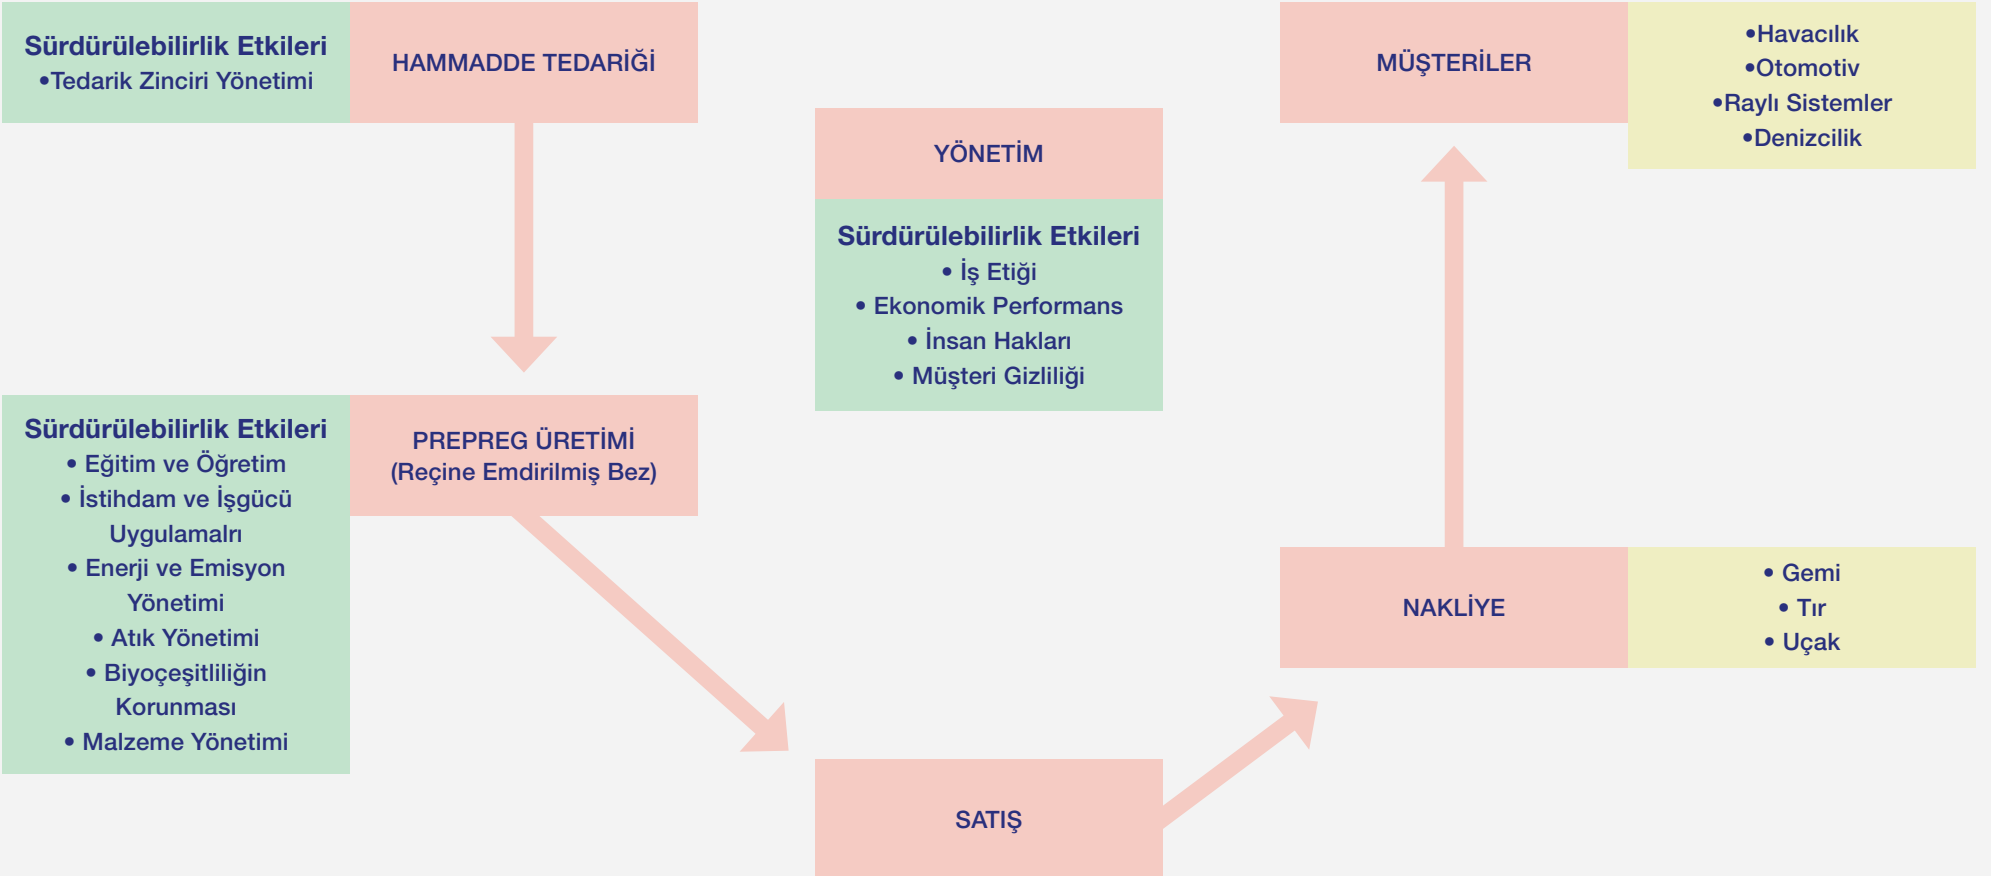 Sürdürülebilirlik Etkileri
•Tedarik Zinciri Yönetimi
HAMMADDE TEDARİĞİ
PREPREG ÜRETİMİ
(Reçine Emdirilmiş Bez)
Sürdürülebilirlik Etkileri
• Eğitim ve Öğretim
• İstihdam ve İşgücü
Uygulamalrı
• Enerji ve Emisyon
Yönetimi
• Atık Yönetimi
• Biyoçeşitliliğin
Korunması
• Malzeme Yönetimi
YÖNETİM
Sürdürülebilirlik Etkileri
• İş Etiği
• Ekonomik Performans
• İnsan Hakları
• Müşteri Gizliliği
SATIŞ
NAKLİYE
• Gemi
• Tır
• Uçak
MÜŞTERİLER
•Havacılık
•Otomotiv
•Raylı Sistemler
•Denizcilik